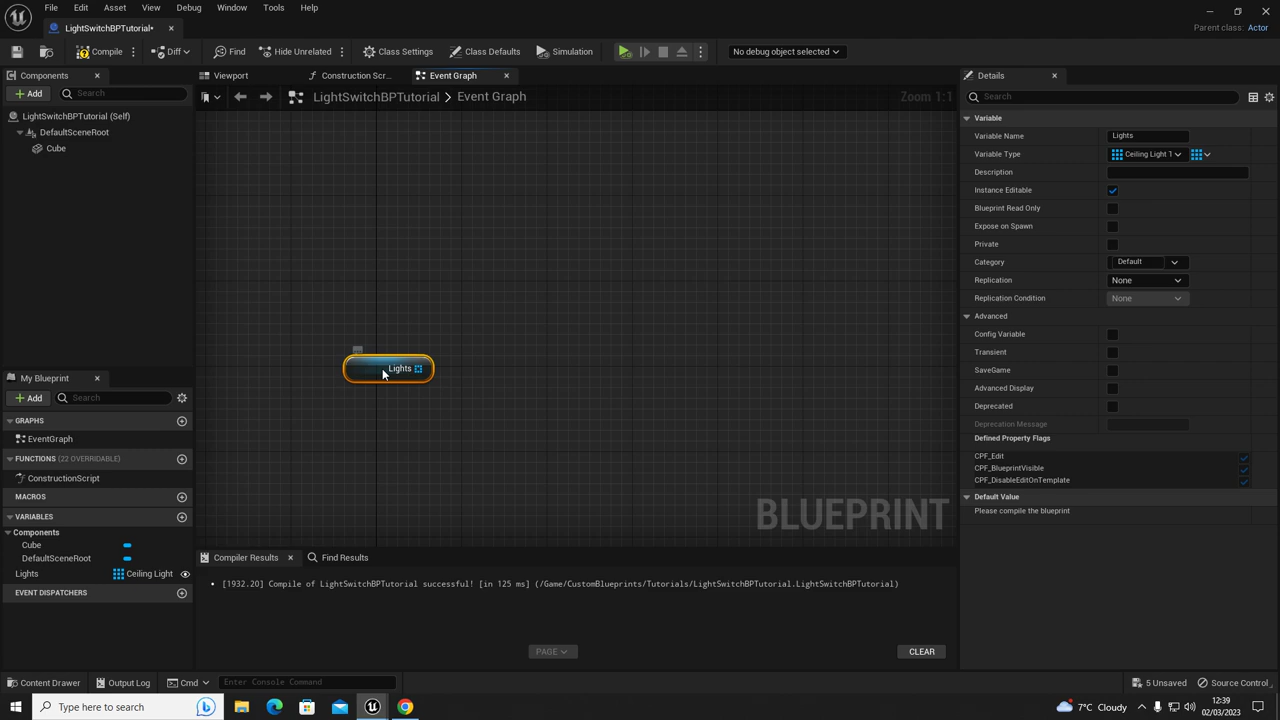 File Edit Asset View Debug Window Tools Help
LightSwitchBPTutorial* Parent class: Actor
Compile Diff Find Hide Unrelated Class Settings Class Defaults Simulation No debug object selected
Components Viewport Construction Scr... Event Graph Details
Add Search LightSwitchBPTutorial > Event Graph Zoom 1:1 Search
LightSwitchBPTutorial (Self)
DefaultSceneRoot
Cube
Variable
Variable Name Lights
Variable Type Ceiling Light 1
Description
Instance Editable
Blueprint Read Only
Expose on Spawn
Private
Category Default
Replication None
Replication Condition None
Advanced
Config Variable
Transient
SaveGame
Advanced Display
Deprecated
Deprecation Message
Defined Property Flags
CPF_Edit
CPF_BlueprintVisible
CPF_DisableEditOnTemplate
Default Value
Please compile the blueprint
Lights
BLUEPRINT
My Blueprint
Add Search
GRAPHS
EventGraph
FUNCTIONS (22 OVERRIDABLE)
ConstructionScript
MACROS
VARIABLES
Components
Cube
DefaultSceneRoot
Lights Ceiling Light
EVENT DISPATCHERS
Compiler Results Find Results
[1932.20] Compile of LightSwitchBPTutorial successful! [in 125 ms] (/Game/CustomBlueprints/Tutorials/LightSwitchBPTutorial.LightSwitchBPTutorial)
PAGE CLEAR
Content Drawer Output Log Cmd Enter Console Command 5 Unsaved Source Control
Type here to search 7°C Cloudy 12:39
02/03/2023